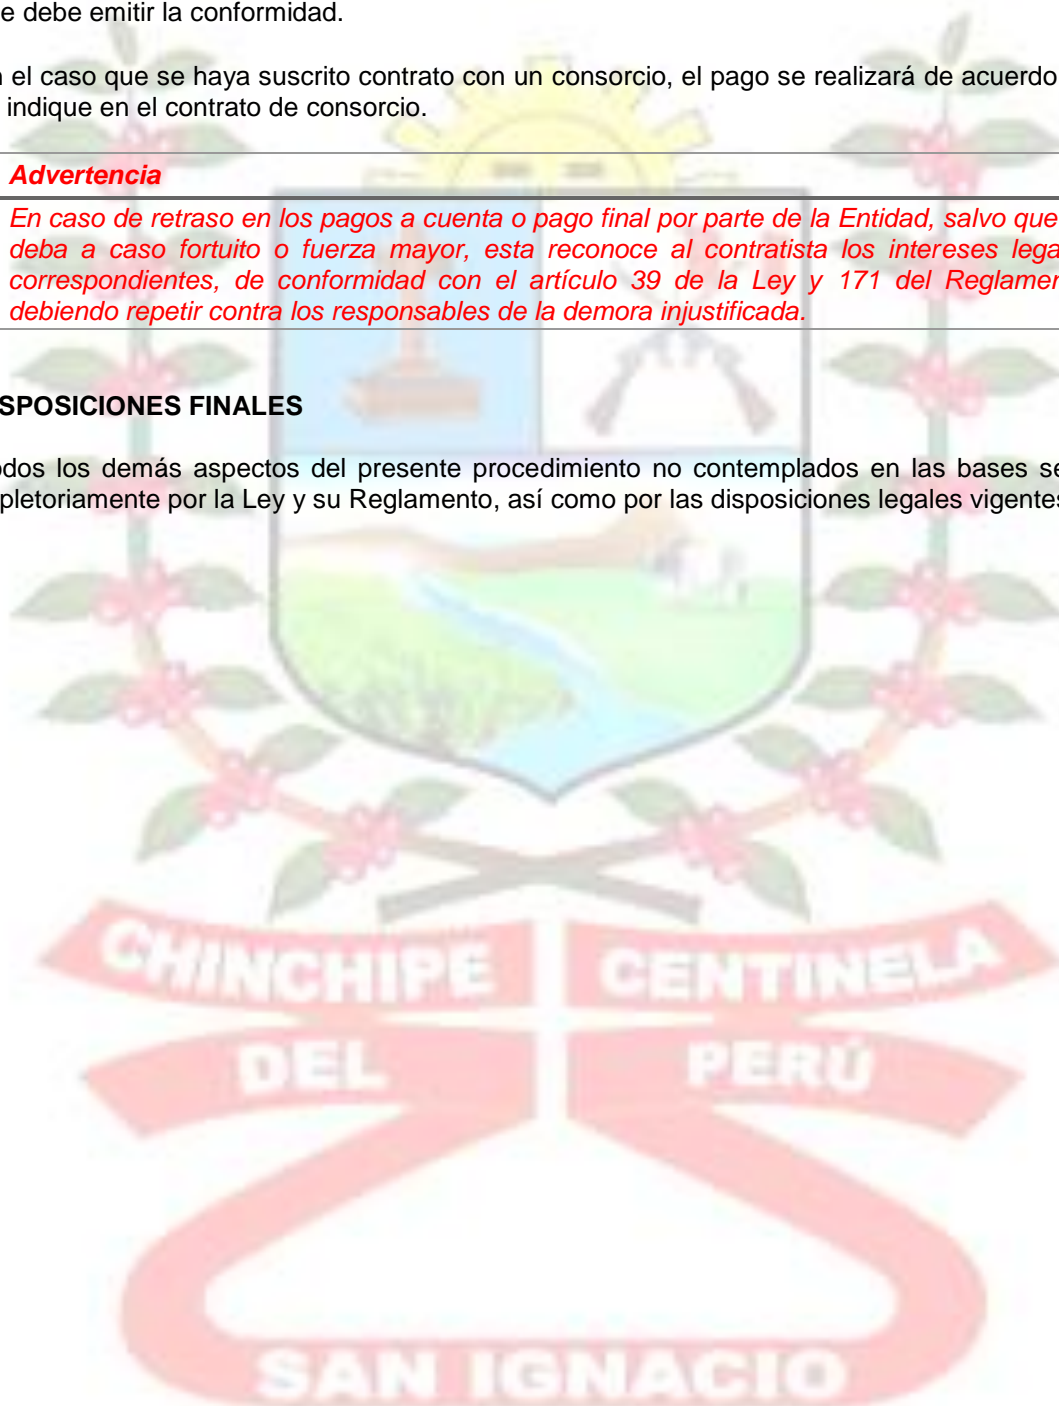 e debe emitir la conformidad.
el caso que se haya suscrito contrato con un consorcio, el pago se realizará de acuerdo
indique en el contrato de consorcio.
Advertencia
En caso de retraso en los pagos a cuenta o pago final por parte de la Entidad, salvo que
deba a caso fortuito o fuerza mayor, esta reconoce al contratista los intereses lega
correspondientes, de conformidad con el artículo 39 de la Ley y 171 del Reglamen
debiendo repetir contra los responsables de la demora injustificada.
SPOSICIONES FINALES
odos los demás aspectos del presente procedimiento no contemplados en las bases se
pletoriamente por la Ley y su Reglamento, así como por las disposiciones legales vigentes
CHINCHIPE CENTINELA
DEL PERÚ
SAN IGNACIO